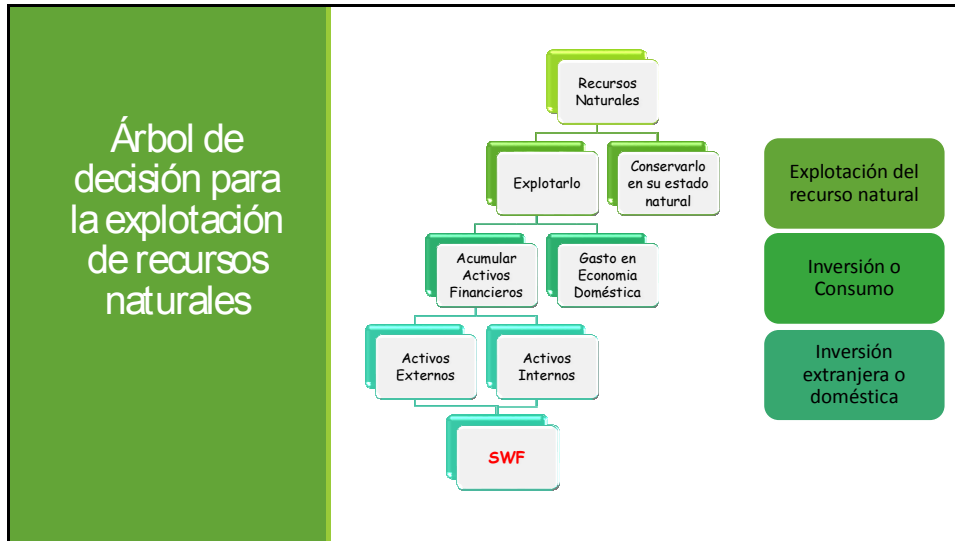 Árbol de
decisión para
la explotación
de recursos
naturales
Recursos
Naturales
Explotarlo
Conservarlo
en su estado
natural
Acumular
Activos
Financieros
Gasto en
Economia
Doméstica
Activos
Externos
Activos
Internos
SWF
Explotación del
recurso natural
Inversión o
Consumo
Inversión
extranjera o
doméstica